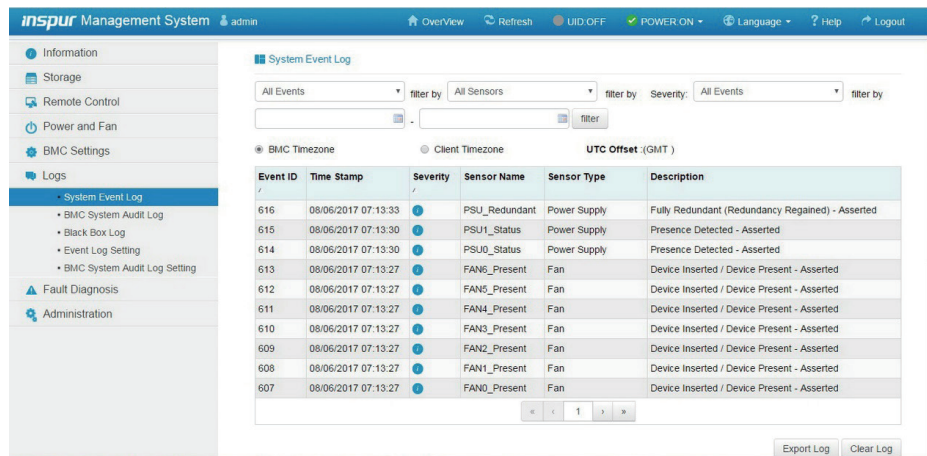 inspur Management System admin OverView Refresh UID:OFF POWER:ON Language ? Help Logout
Information
Storage
Remote Control
Power and Fan
BMC Settings
Logs
• System Event Log
• BMC System Audit Log
• Black Box Log
• Event Log Setting
• BMC System Audit Log Setting
Fault Diagnosis
Administration
System Event Log
All Events filter by All Sensors filter by Severity: All Events filter by
- filter
BMC Timezone Client Timezone UTC Offset :(GMT )
Event ID Time Stamp Severity Sensor Name Sensor Type Description
616 08/06/2017 07:13:33 PSU_Redundant Power Supply Fully Redundant (Redundancy Regained) - Asserted
615 08/06/2017 07:13:30 PSU1_Status Power Supply Presence Detected - Asserted
614 08/06/2017 07:13:30 PSU0_Status Power Supply Presence Detected - Asserted
613 08/06/2017 07:13:27 FAN6_Present Fan Device Inserted / Device Present - Asserted
612 08/06/2017 07:13:27 FAN5_Present Fan Device Inserted / Device Present - Asserted
611 08/06/2017 07:13:27 FAN4_Present Fan Device Inserted / Device Present - Asserted
610 08/06/2017 07:13:27 FAN3_Present Fan Device Inserted / Device Present - Asserted
609 08/06/2017 07:13:27 FAN2_Present Fan Device Inserted / Device Present - Asserted
608 08/06/2017 07:13:27 FAN1_Present Fan Device Inserted / Device Present - Asserted
607 08/06/2017 07:13:27 FAN0_Present Fan Device Inserted / Device Present - Asserted
« ‹ 1 › »
Export Log Clear Log